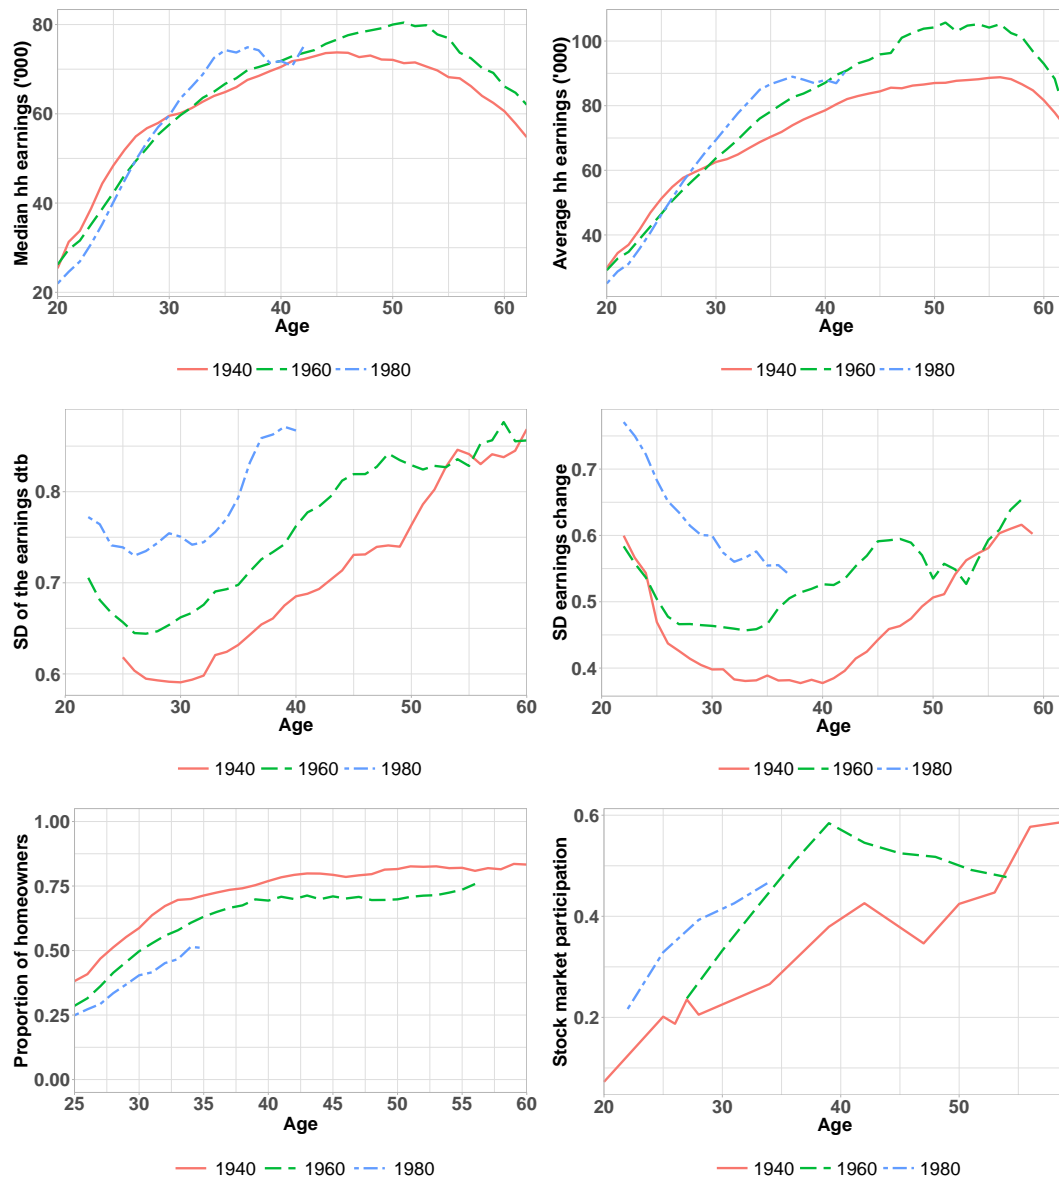 Median hh earnings ('000)
80
60
40
20
20 30 40 50 60
Age
1940 1960 1980
Average hh earnings ('000)
100
80
60
40
20 30 40 50 60
Age
1940 1960 1980
SD of the earnings dtb
0.8
0.7
0.6
20 30 40 50 60
Age
1940 1960 1980
SD earnings change
0.7
0.6
0.5
0.4
20 30 40 50 60
Age
1940 1960 1980
Proportion of homeowners
1.00
0.75
0.50
0.25
0.00
25 30 35 40 45 50 55 60
Age
1940 1960 1980
Stock market participation
0.6
0.4
0.2
20 30 40 50
Age
1940 1960 1980